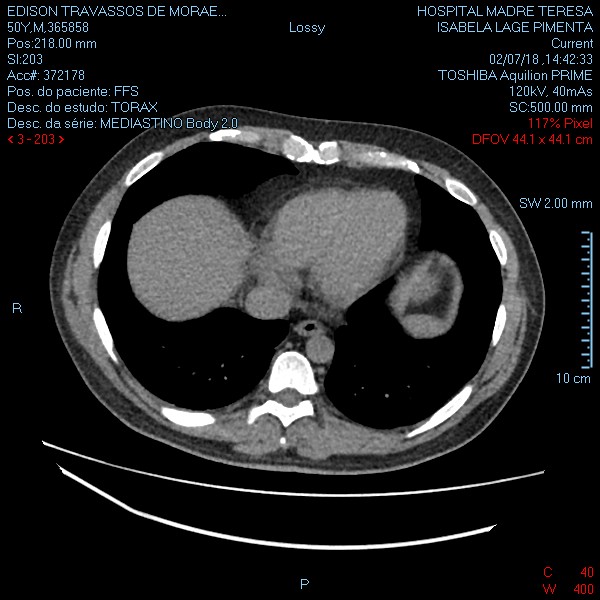 EDISON TRAVASSOS DE MORAE...
50Y,M,365858
Pos:218.00 mm
Sl:203
Acc#: 372178
Pos. do paciente: FFS
Desc. do estudo: TORAX
Desc. da série: MEDIASTINO Body 2.0
< 3 - 203 >
Lossy
HOSPITAL MADRE TERESA
ISABELA LAGE PIMENTA
Current
02/07/18 ,14:42:33
TOSHIBA Aquilion PRIME
120kV, 40mAs
SC:500.00 mm
117% Pixel
DFOV 44.1 x 44.1 cm
SW 2.00 mm
R
10 cm
P
C 40
W 400